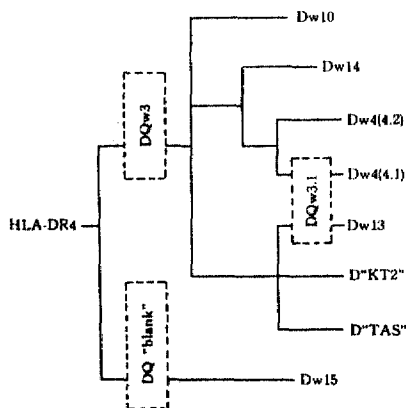 Dw10
Dw14
DQw3
Dw4(4.2)
DQw3.1
Dw4(4.1)
HLA-DR4
Dw13
D"KT2"
D"TAS"
DQ "blank"
Dw15